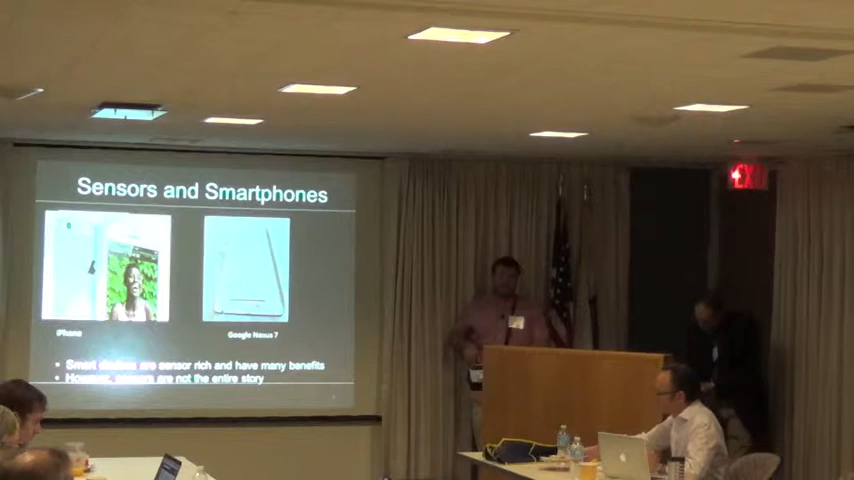 Sensors and Smartphones
iPhone
Google Nexus 7
• Smart devices are sensor rich and have many benefits
• However, sensors are not the entire story
EXIT